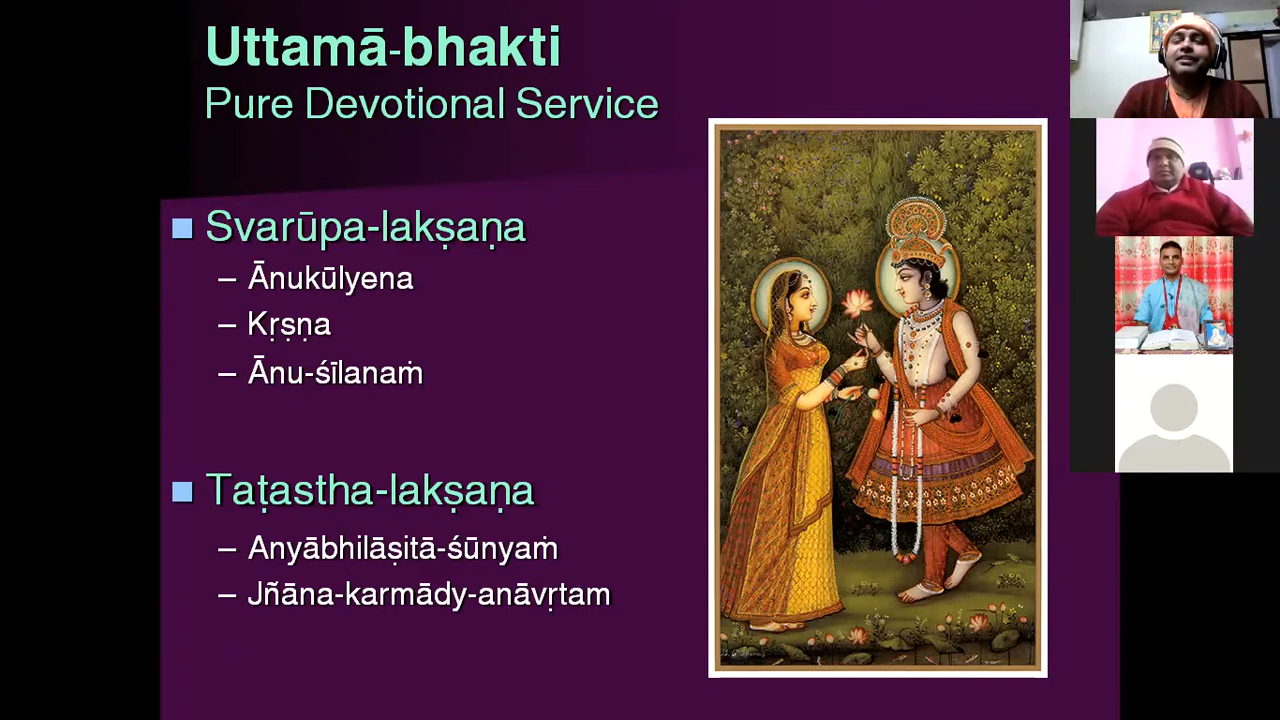 Uttamā-bhakti
Pure Devotional Service
Svarūpa-lakṣaṇa
– Ānukūlyena
– Kṛṣṇa
– Ānu-śīlanaṁ
Taṭastha-lakṣaṇa
– Anyābhilāṣitā-śūnyaṁ
– Jñāna-karmādy-anāvṛtam